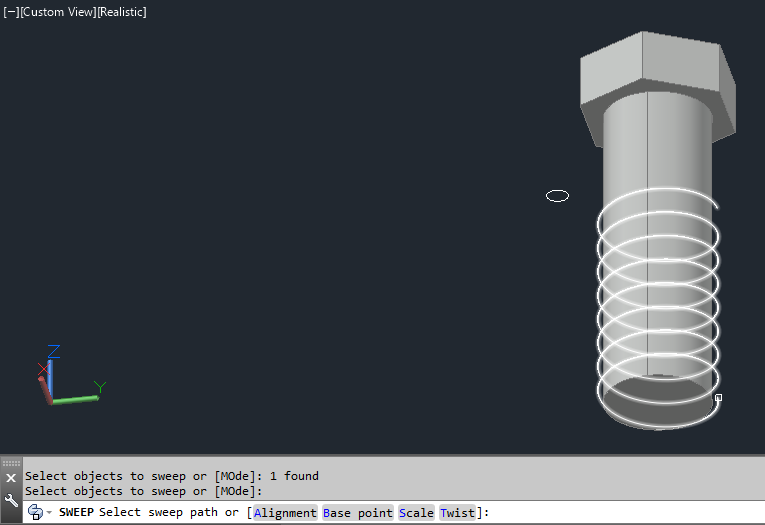 [−][Custom View][Realistic]
Z
X
Y
Select objects to sweep or [MOde]: 1 found
Select objects to sweep or [MOde]:
SWEEP Select sweep path or [Alignment Base point Scale Twist]: